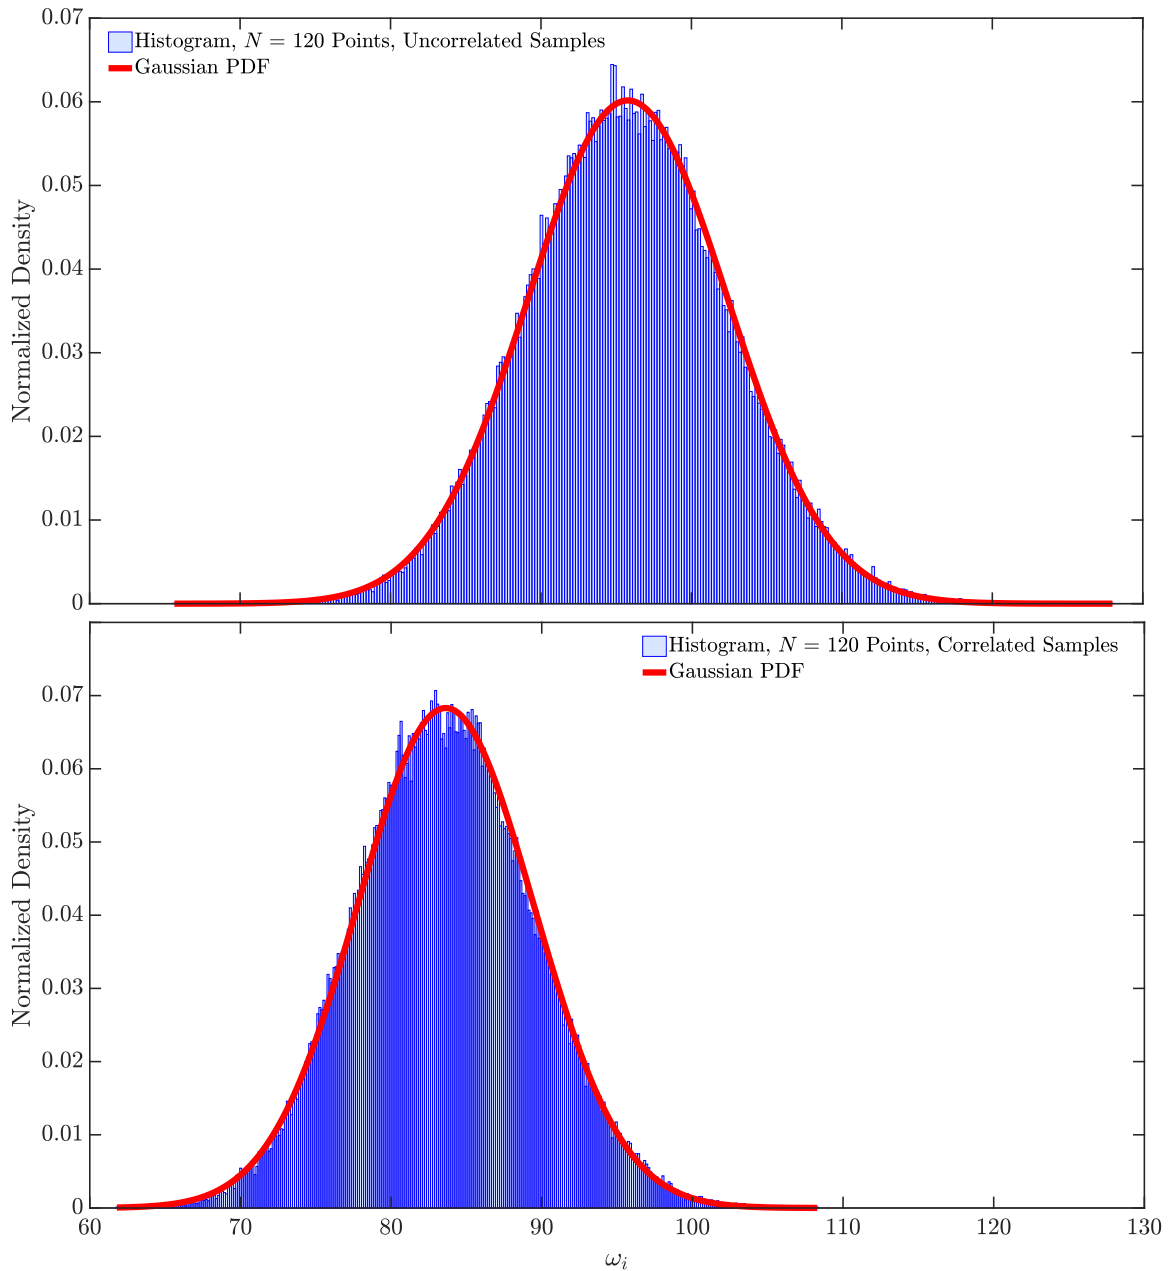 0.07
Histogram, N = 120 Points, Uncorrelated Samples
Gaussian PDF
0.06
0.05
0.04
0.03
0.02
0.01
0
Normalized Density
Histogram, N = 120 Points, Correlated Samples
Gaussian PDF
0.07
0.06
0.05
0.04
0.03
0.02
0.01
0
Normalized Density
60 70 80 90 100 110 120 130
ωᵢ